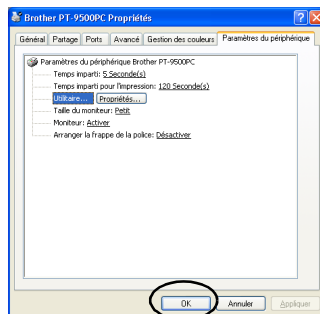 Brother PT-9500PC Propriétés
Général Partage Ports Avancé Gestion des couleurs Paramètres du périphérique
Paramètres du périphérique Brother PT-9500PC
Temps imparti: 5 Seconde(s)
Temps imparti pour l'impression: 120 Seconde(s)
Utilitaire... Propriétés...
Taille du moniteur: Petit
Moniteur: Activer
Arranger la frappe de la police: Désactiver
OK Annuler Appliquer